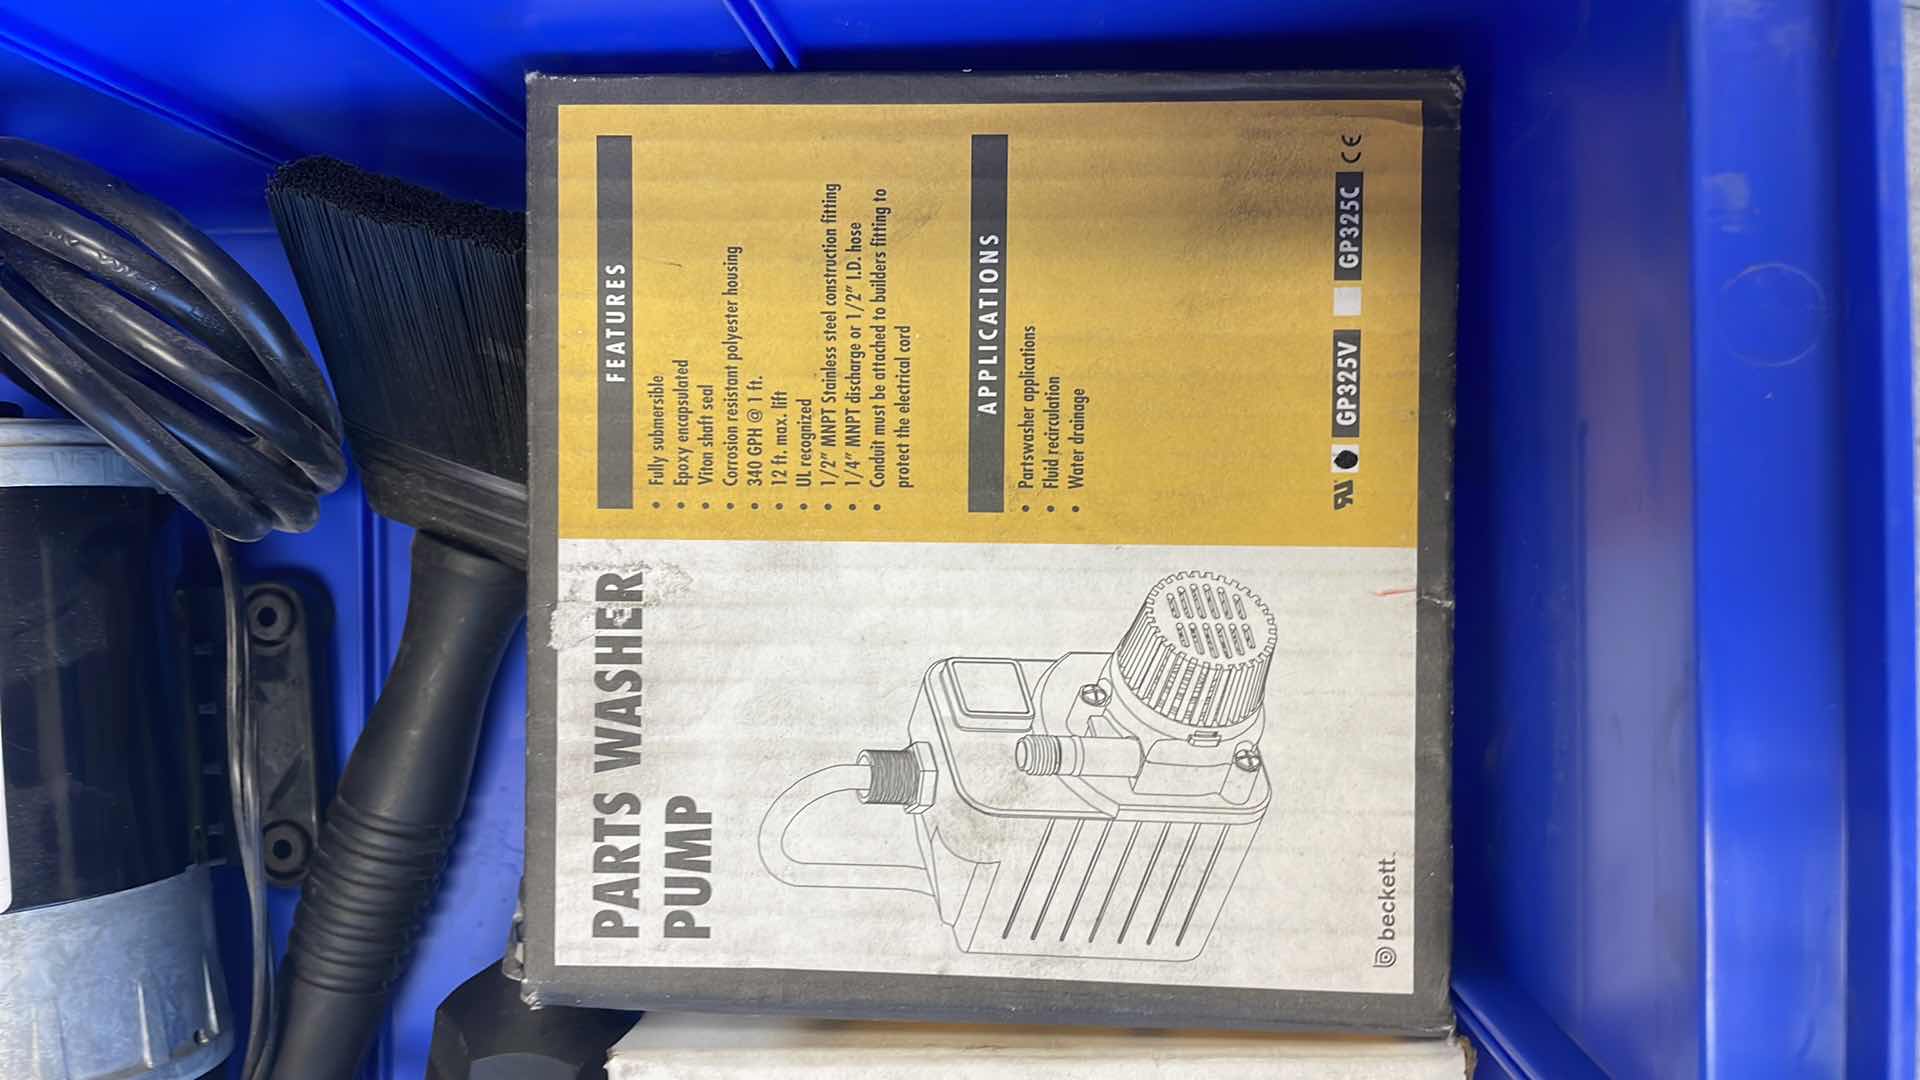 PARTS WASHER
PUMP
beckett
FEATURES
• Fully submersible
• Epoxy encapsulated
• Viton shaft seal
• Corrosion resistant polyester housing
• 340 GPH @ 1 ft.
• 12 ft. max. lift
• UL recognized
• 1/2" MNPT Stainless steel construction fitting
• 1/4" MNPT discharge or 1/2" I.D. hose
• Conduit must be attached to builders fitting to
protect the electrical cord
APPLICATIONS
• Partswasher applications
• Fluid recirculation
• Water drainage
GP325V GP325C CE